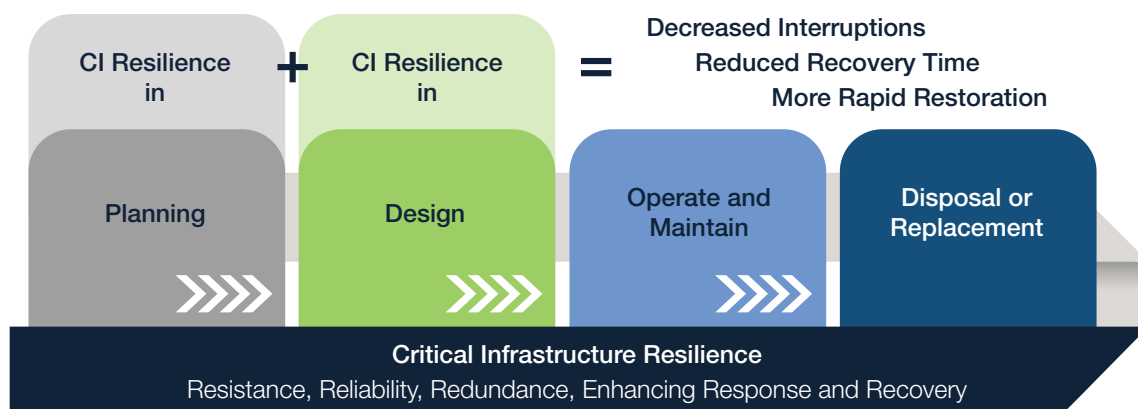 CI Resilience
in
+
CI Resilience
in
=
Decreased Interruptions
Reduced Recovery Time
More Rapid Restoration
Planning
Design
Operate and
Maintain
Disposal or
Replacement
Critical Infrastructure Resilience
Resistance, Reliability, Redundance, Enhancing Response and Recovery